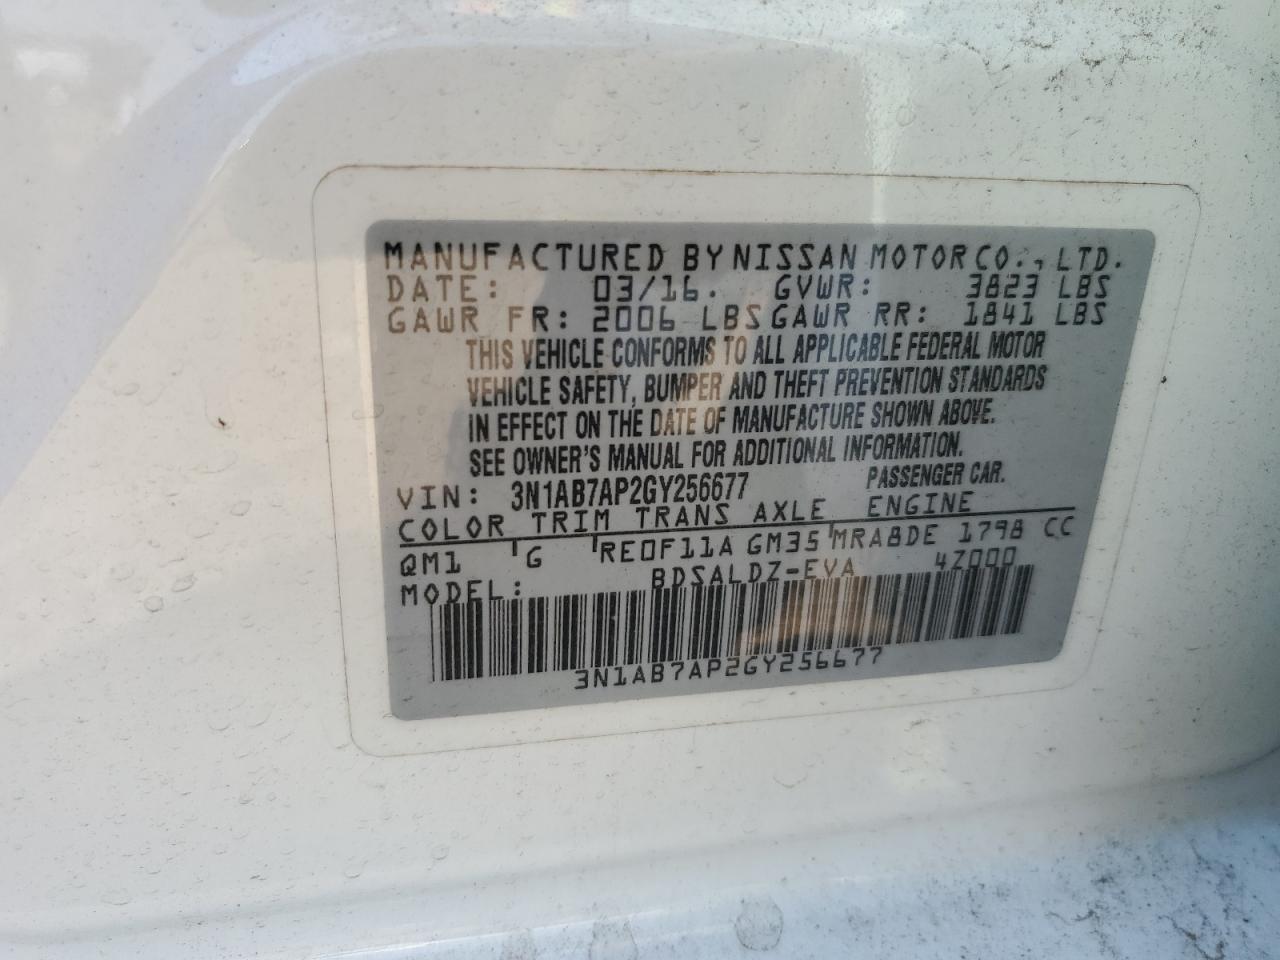 MANUFACTURED BY NISSAN MOTOR CO., LTD.
DATE: 03/16. GVWR: 3823 LBS
GAWR FR: 2006 LBS GAWR RR: 1841 LBS
THIS VEHICLE CONFORMS TO ALL APPLICABLE FEDERAL MOTOR
VEHICLE SAFETY, BUMPER AND THEFT PREVENTION STANDARDS
IN EFFECT ON THE DATE OF MANUFACTURE SHOWN ABOVE.
SEE OWNER'S MANUAL FOR ADDITIONAL INFORMATION.
VIN: 3N1AB7AP2GY256677 PASSENGER CAR.
COLOR TRIM TRANS AXLE ENGINE
QM1 G RE0F11A GM35 MRA8DE 1798 CC
MODEL: BDSALDZ-EVA 4Z000
3N1AB7AP2GY256677